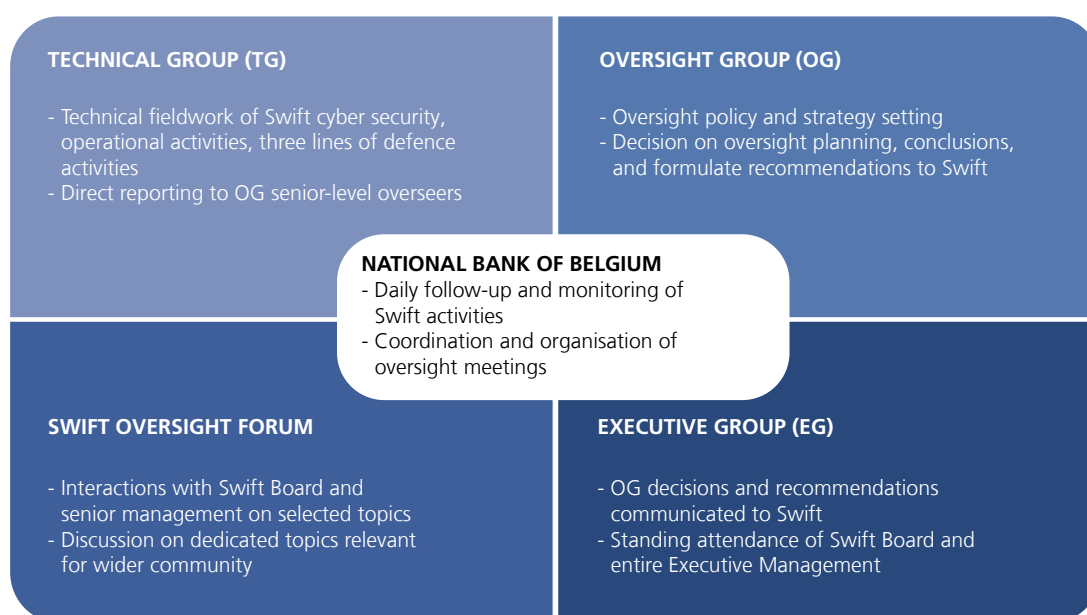 TECHNICAL GROUP (TG)
- Technical fieldwork of Swift cyber security,
operational activities, three lines of defence
activities
- Direct reporting to OG senior-level overseers
OVERSIGHT GROUP (OG)
- Oversight policy and strategy setting
- Decision on oversight planning, conclusions,
and formulate recommendations to Swift
NATIONAL BANK OF BELGIUM
- Daily follow-up and monitoring of
Swift activities
- Coordination and organisation of
oversight meetings
SWIFT OVERSIGHT FORUM
- Interactions with Swift Board and
senior management on selected topics
- Discussion on dedicated topics relevant
for wider community
EXECUTIVE GROUP (EG)
- OG decisions and recommendations
communicated to Swift
- Standing attendance of Swift Board and
entire Executive Management